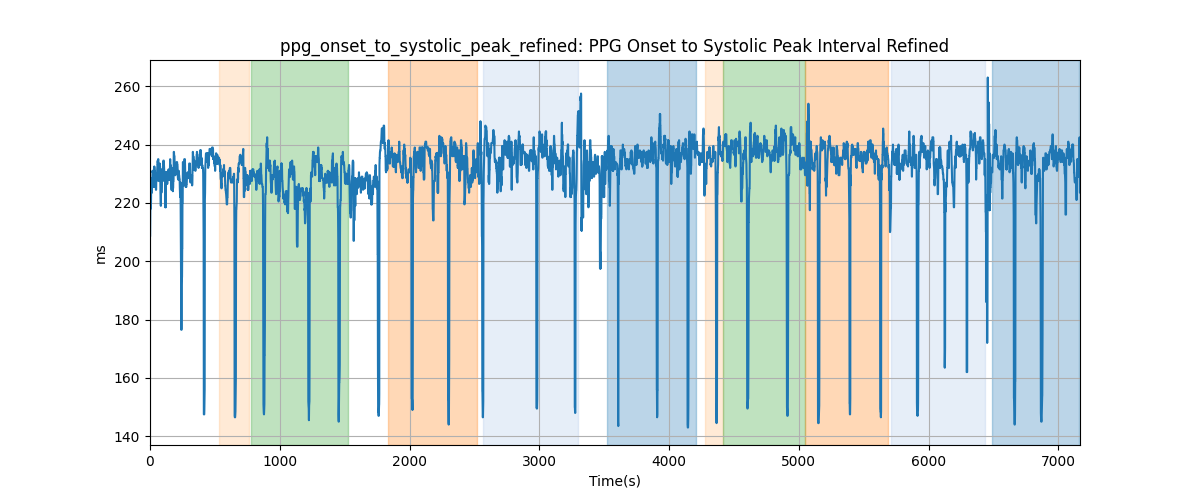 ppg_onset_to_systolic_peak_refined: PPG Onset to Systolic Peak Interval Refined
260
240
220
200
180
160
140
ms
0 1000 2000 3000 4000 5000 6000 7000
Time(s)